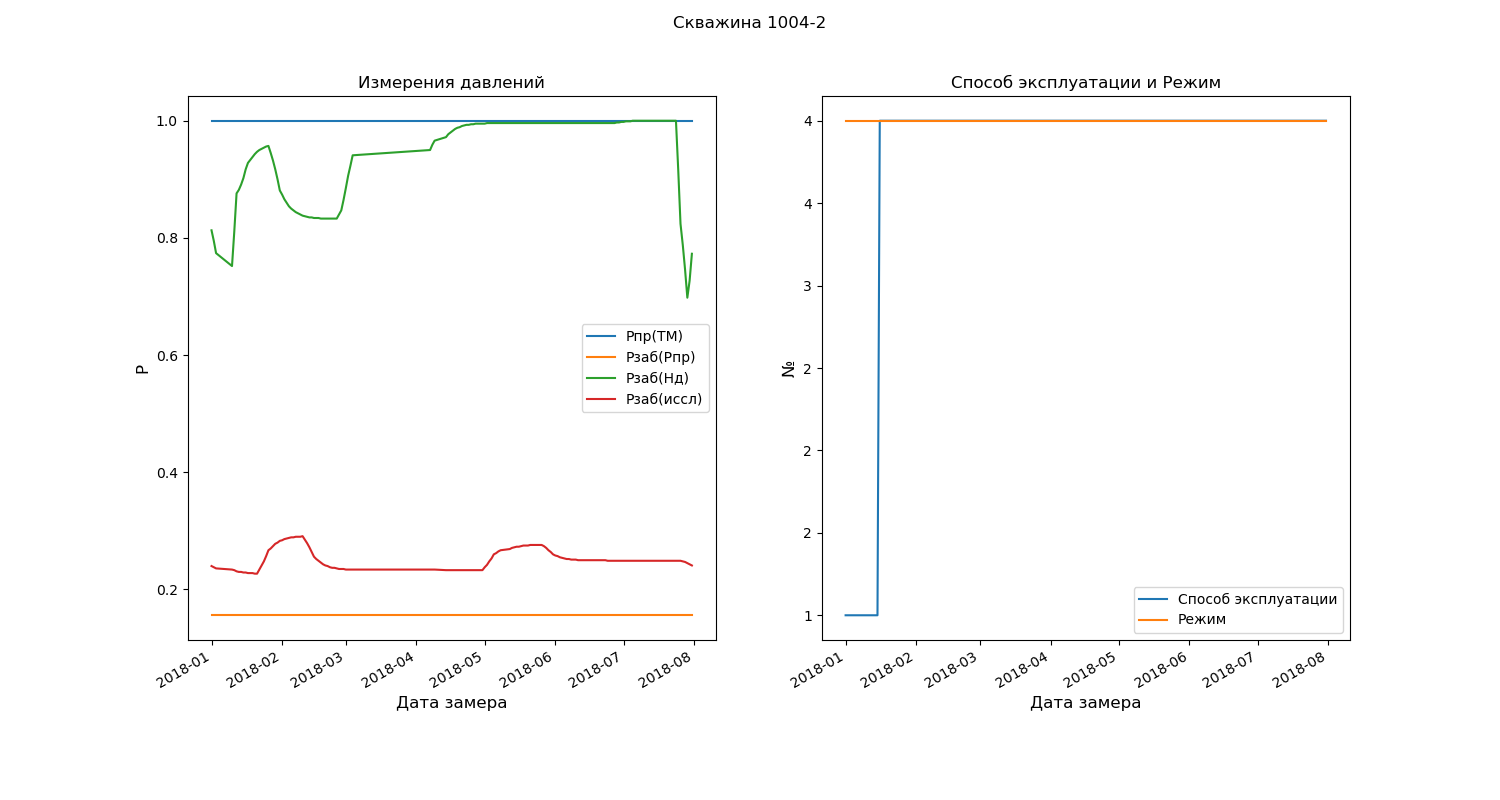 Скважина 1004-2
Измерения давлений
1.0
0.8
0.6
0.4
0.2
P
Pпр(ТМ)
Pзаб(Pпр)
Pзаб(Нд)
Pзаб(иссл)
2018-01
2018-02
2018-03
2018-04
2018-05
2018-06
2018-07
2018-08
Дата замера
Способ эксплуатации и Режим
4
4
3
2
2
2
1
№
Способ эксплуатации
Режим
2018-01
2018-02
2018-03
2018-04
2018-05
2018-06
2018-07
2018-08
Дата замера